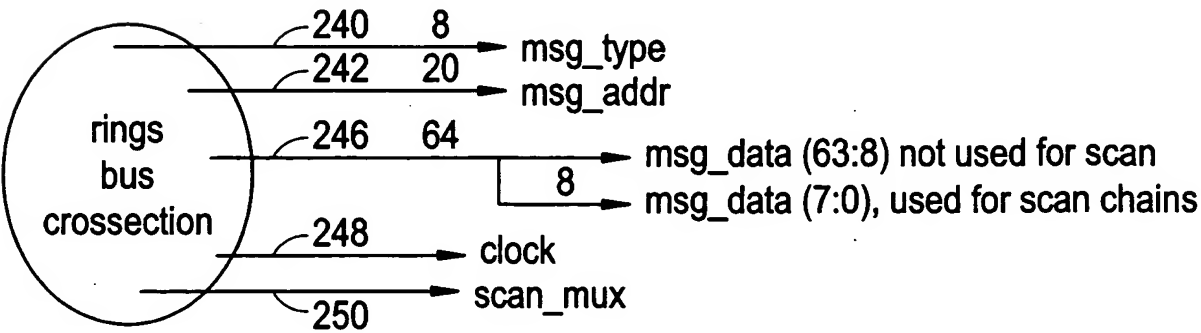 240 8 msg_type
242 20 msg_addr
rings
bus
crossection
246 64 msg_data (63:8) not used for scan
8 msg_data (7:0), used for scan chains
248 clock
250 scan_mux